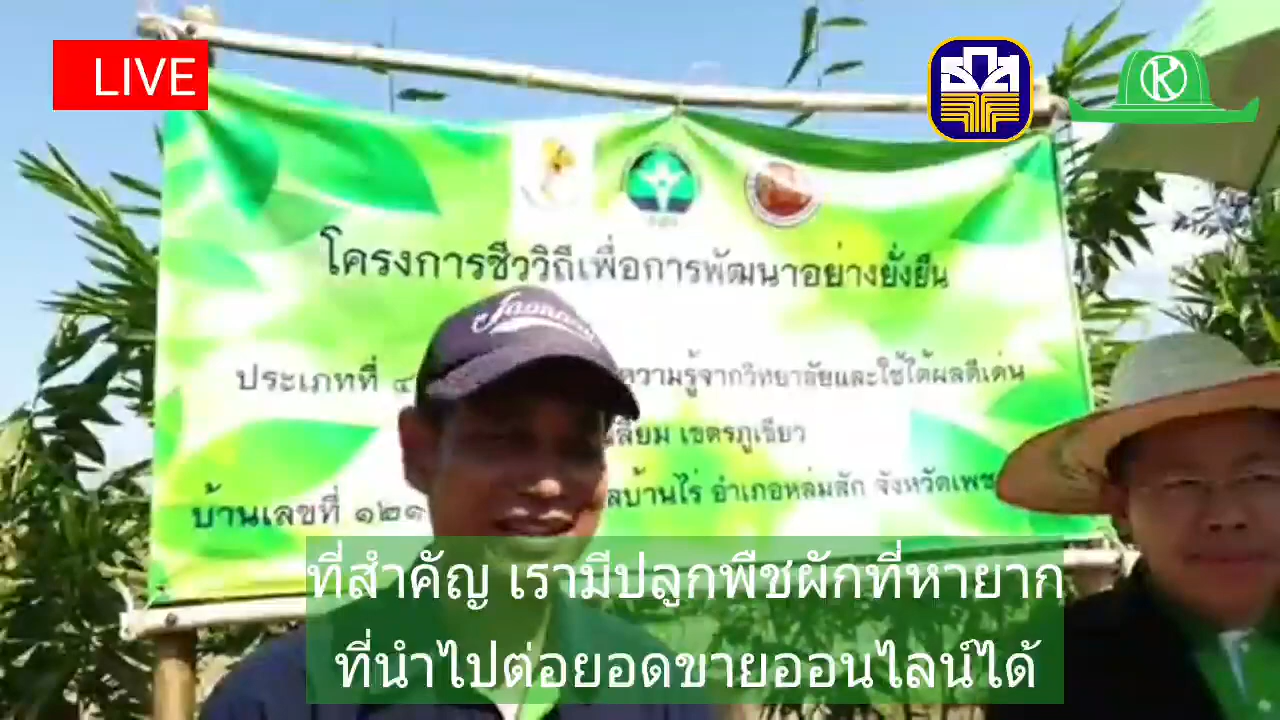 LIVE
K
โครงการชีววิถีเพื่อการพัฒนาอย่างยั่งยืน
ประเภทที่ ๔ ความรู้จากวิทยาลัยและใช้ได้ผลดีเด่น
เสี่ยม เขตรภูเขียว
บ้านเลขที่ ๑๒๑ ลบ้านไร่ อำเภอหล่มสัก จังหวัดเพช
ที่สำคัญ เรามีปลูกพืชผักที่หายาก
ที่นำไปต่อยอดขายออนไลน์ได้